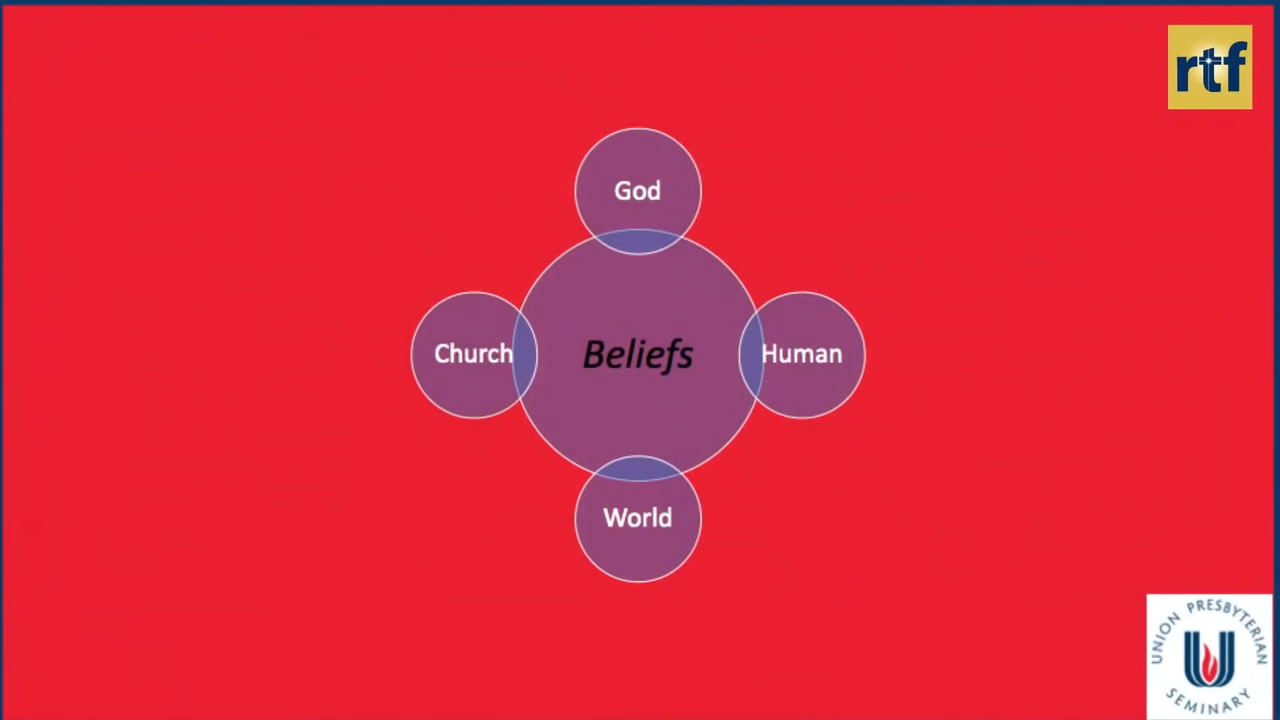 rtf
God
Church
Beliefs
Human
World
UNION PRESBYTERIAN
SEMINARY